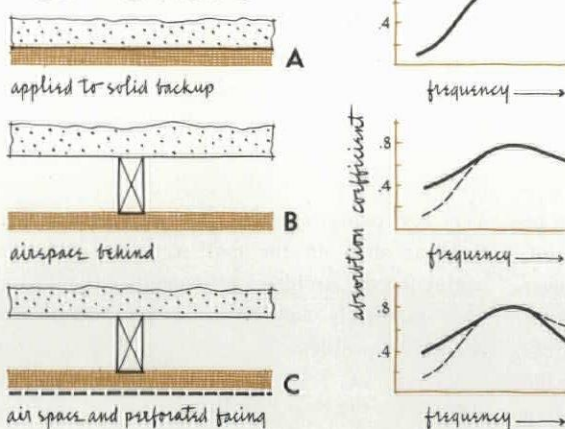 A
applied to solid backup
B
airspace behind
C
air space and perforated facing
absorbtion coefficient
.4
frequency
.8
.4
frequency
.8
.4
frequency